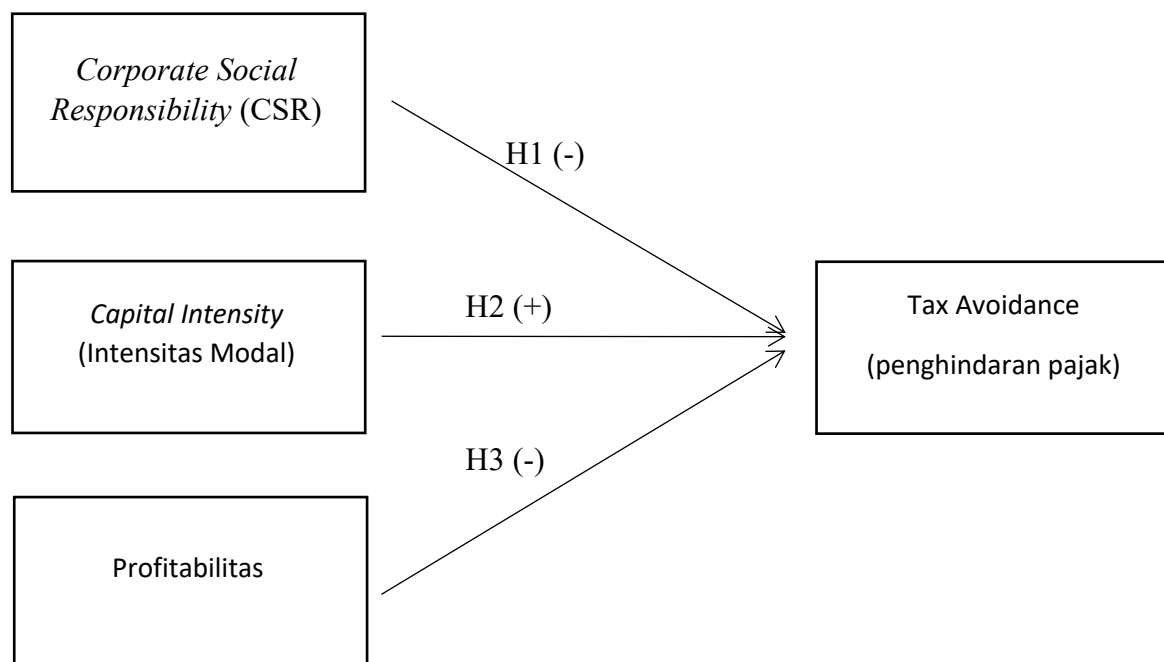 Corporate Social
Responsibility (CSR)
H1 (-)
Capital Intensity
(Intensitas Modal)
H2 (+)
Tax Avoidance
(penghindaran pajak)
H3 (-)
Profitabilitas